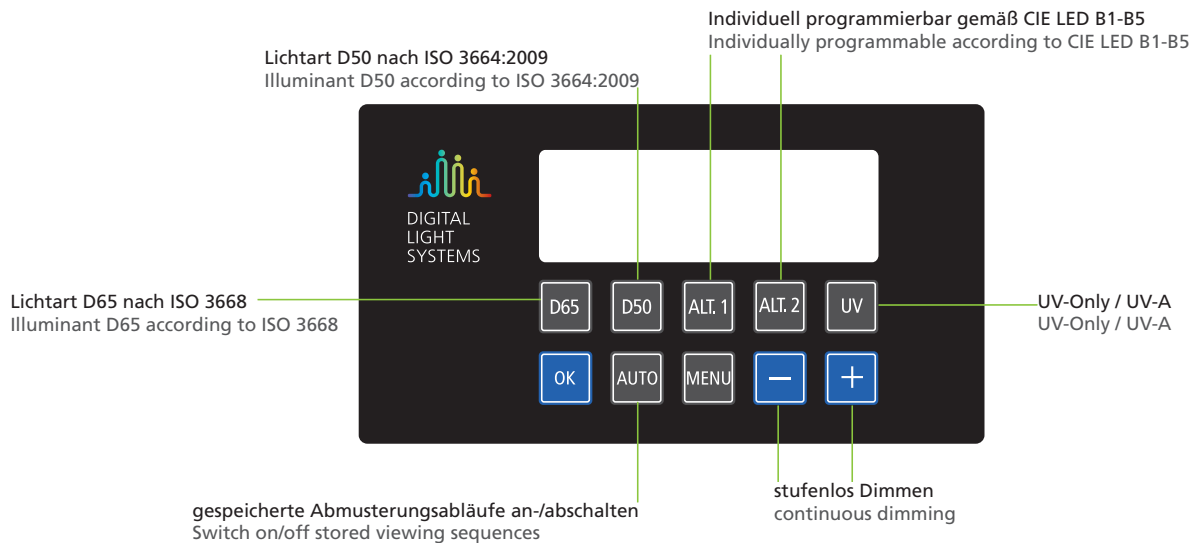 Individuell programmierbar gemäß CIE LED B1-B5
Individually programmable according to CIE LED B1-B5
Lichtart D50 nach ISO 3664:2009
Illuminant D50 according to ISO 3664:2009
DIGITAL
LIGHT
SYSTEMS
Lichtart D65 nach ISO 3668
Illuminant D65 according to ISO 3668
D65 D50 ALT. 1 ALT. 2 UV
UV-Only / UV-A
UV-Only / UV-A
OK AUTO MENU − +
gespeicherte Abmusterungsabläufe an-/abschalten
Switch on/off stored viewing sequences
stufenlos Dimmen
continuous dimming